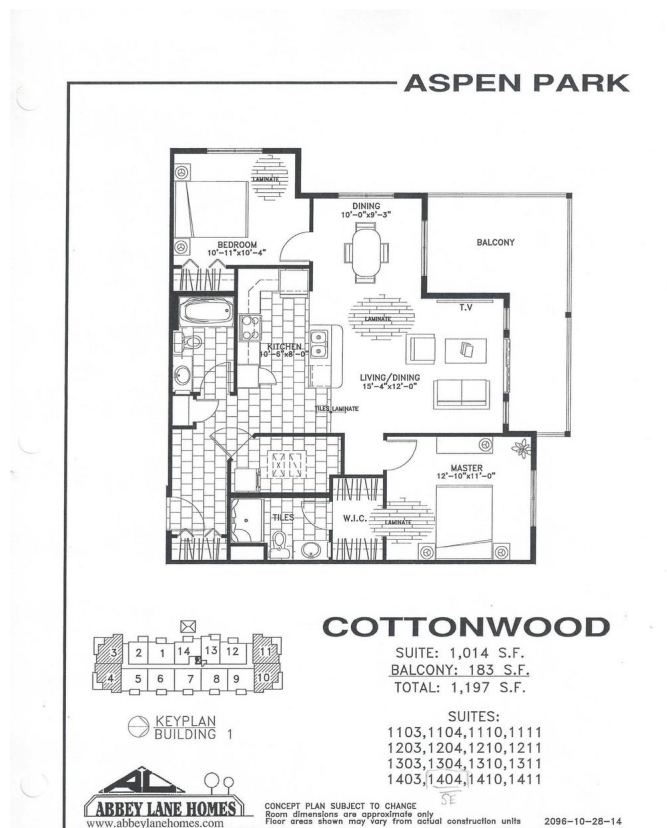 ASPEN PARK
LAMINATE
DINING
10'-0"x9'-3"
BEDROOM
10'-11"x10'-4"
BALCONY
T.V
LAMINATE
KITCHEN
10'-5"x8'-0"
LIVING/DINING
15'-4"x12'-0"
TILES LAMINATE
MASTER
12'-10"x11'-0"
TILES
W.I.C.
LAMINATE
COTTONWOOD
SUITE: 1,014 S.F.
BALCONY: 183 S.F.
TOTAL: 1,197 S.F.
3 2 1 14 13 12 11
4 5 6 7 8 9 10
KEYPLAN
BUILDING 1
SUITES:
1103,1104,1110,1111
1203,1204,1210,1211
1303,1304,1310,1311
1403,1404,1410,1411
SE
AL
ABBEY LANE HOMES
www.abbeylanehomes.com
CONCEPT PLAN SUBJECT TO CHANGE
Room dimensions are approximate only
Floor areas shown may vary from actual construction units
2096-10-28-14